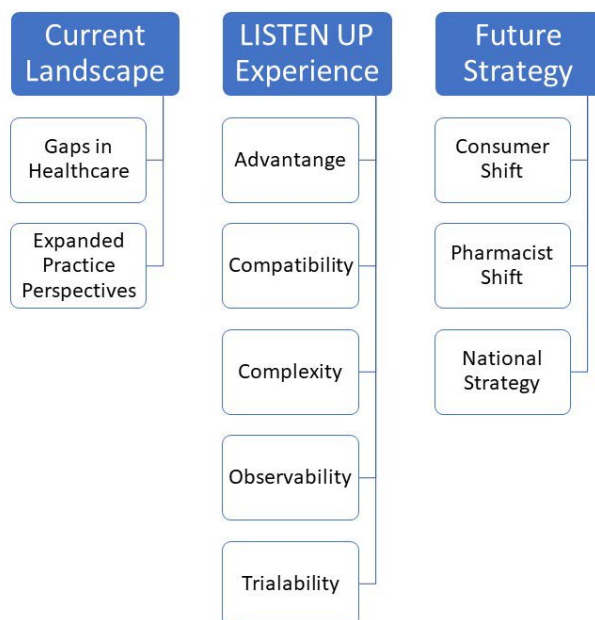 Current
Landscape
Gaps in
Healthcare
Expanded
Practice
Perspectives
LISTEN UP
Experience
Advantange
Compatibility
Complexity
Observability
Trialability
Future
Strategy
Consumer
Shift
Pharmacist
Shift
National
Strategy